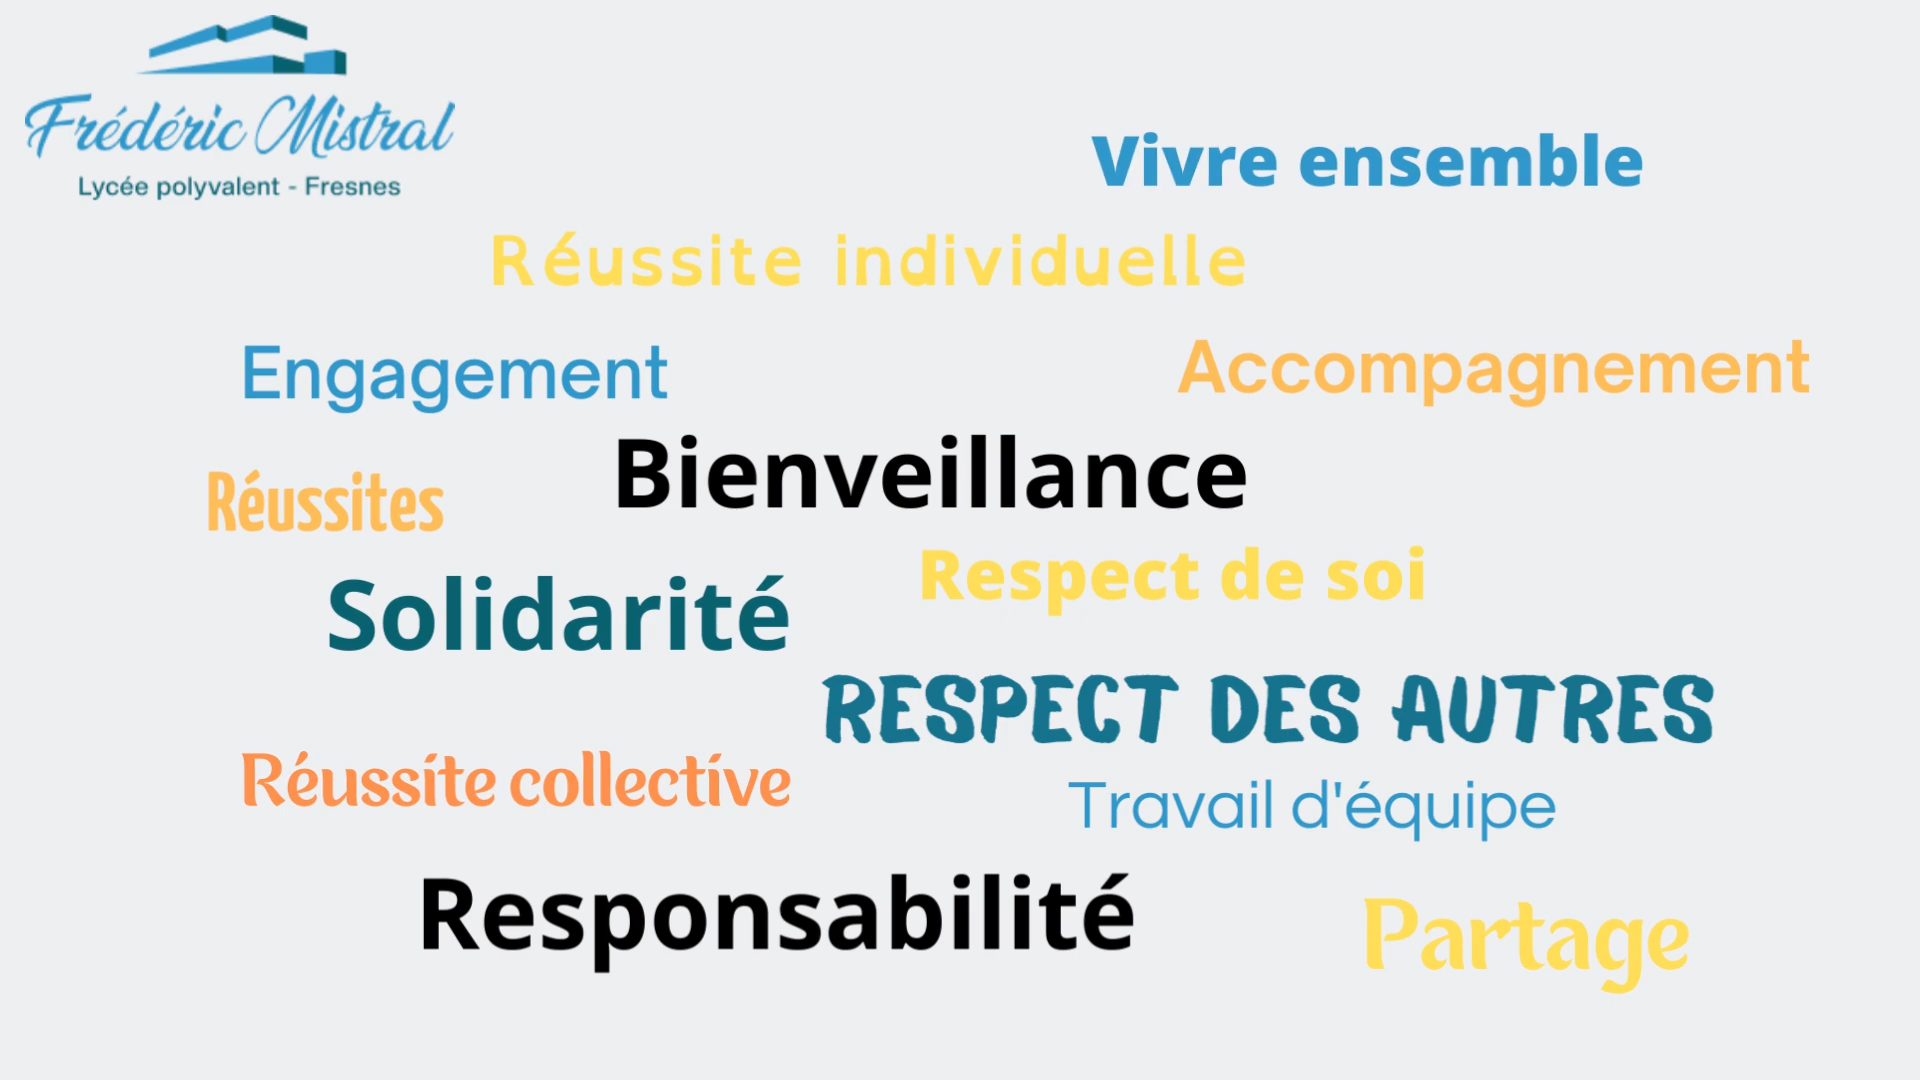 Frédéric Mistral
Lycée polyvalent - Fresnes
Vivre ensemble
Réussite individuelle
Engagement
Accompagnement
Bienveillance
Réussites
Respect de soi
Solidarité
RESPECT DES AUTRES
Réussite collective
Travail d'équipe
Responsabilité
Partage